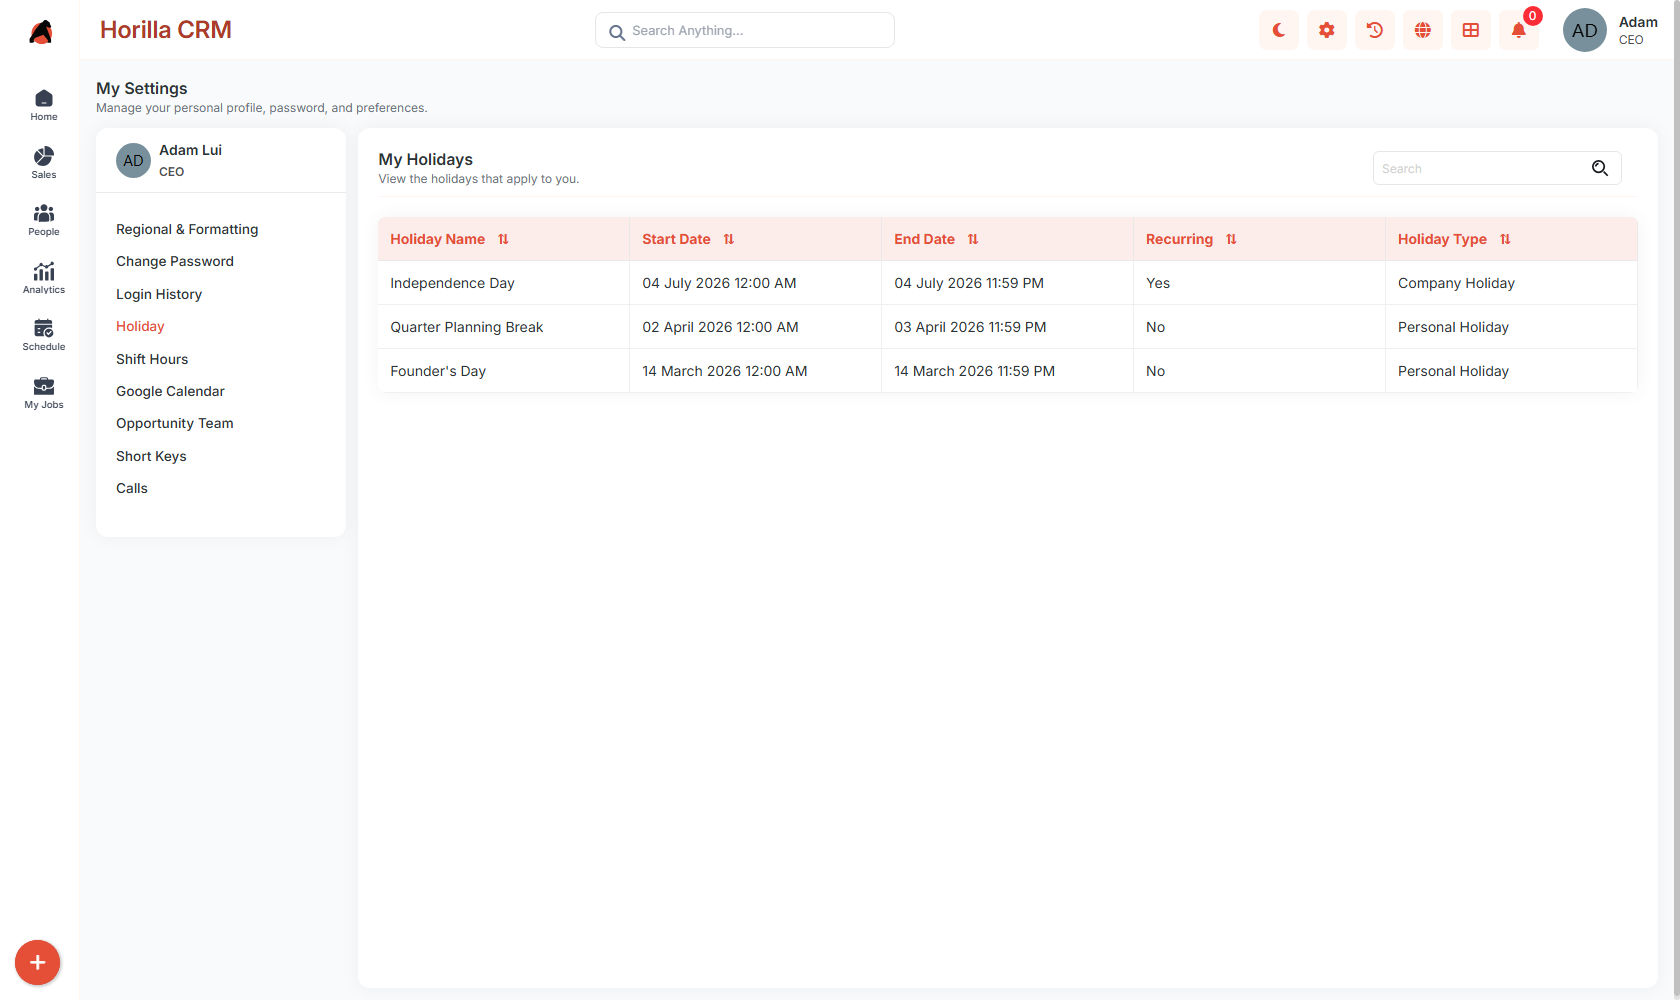 Horilla CRM
Search Anything...
0
AD
Adam
CEO
Home
Sales
People
Analytics
Schedule
My Jobs
My Settings
Manage your personal profile, password, and preferences.
AD
Adam Lui
CEO
Regional & Formatting
Change Password
Login History
Holiday
Shift Hours
Google Calendar
Opportunity Team
Short Keys
Calls
My Holidays
View the holidays that apply to you.
Search
Holiday Name Start Date End Date Recurring Holiday Type
Independence Day 04 July 2026 12:00 AM 04 July 2026 11:59 PM Yes Company Holiday
Quarter Planning Break 02 April 2026 12:00 AM 03 April 2026 11:59 PM No Personal Holiday
Founder's Day 14 March 2026 12:00 AM 14 March 2026 11:59 PM No Personal Holiday